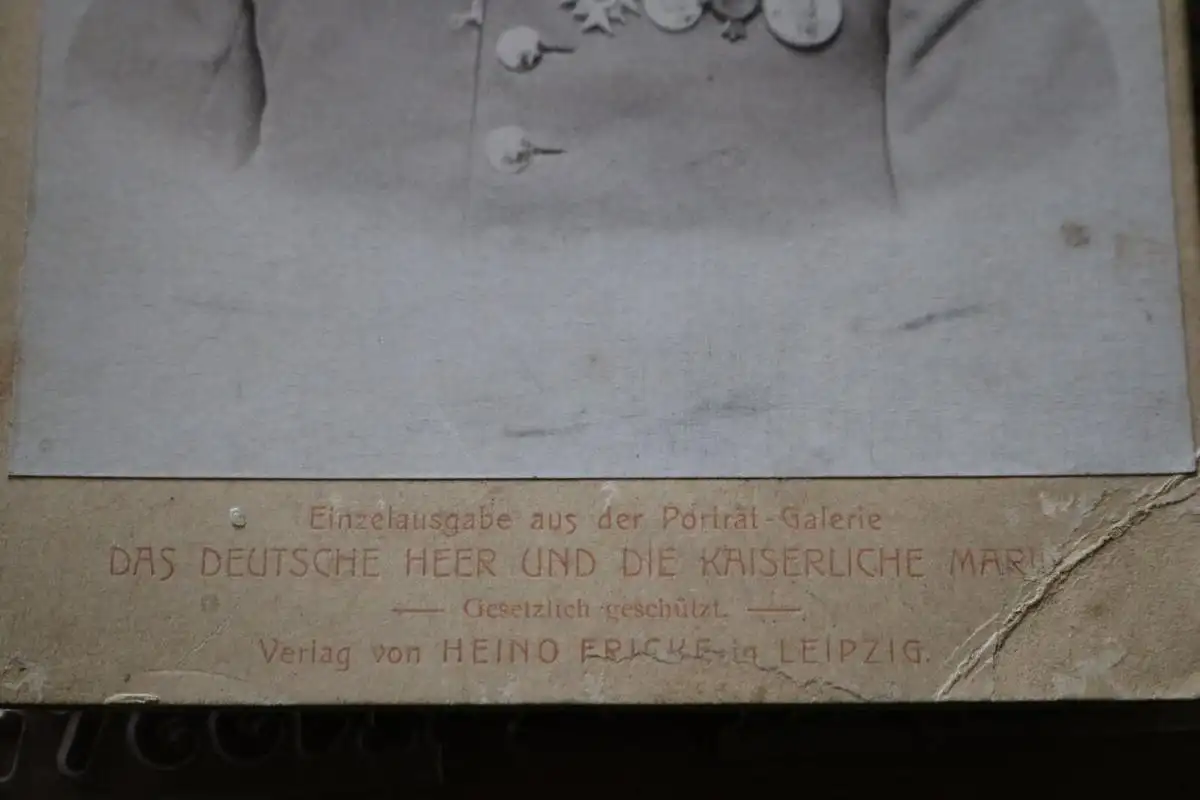 Einzelausgabe aus der Porträt-Galerie
DAS DEUTSCHE HEER UND DIE KAISERLICHE
— Gesetzlich geschützt. —
Verlag von HEINO FRICKE in LEIPZIG.